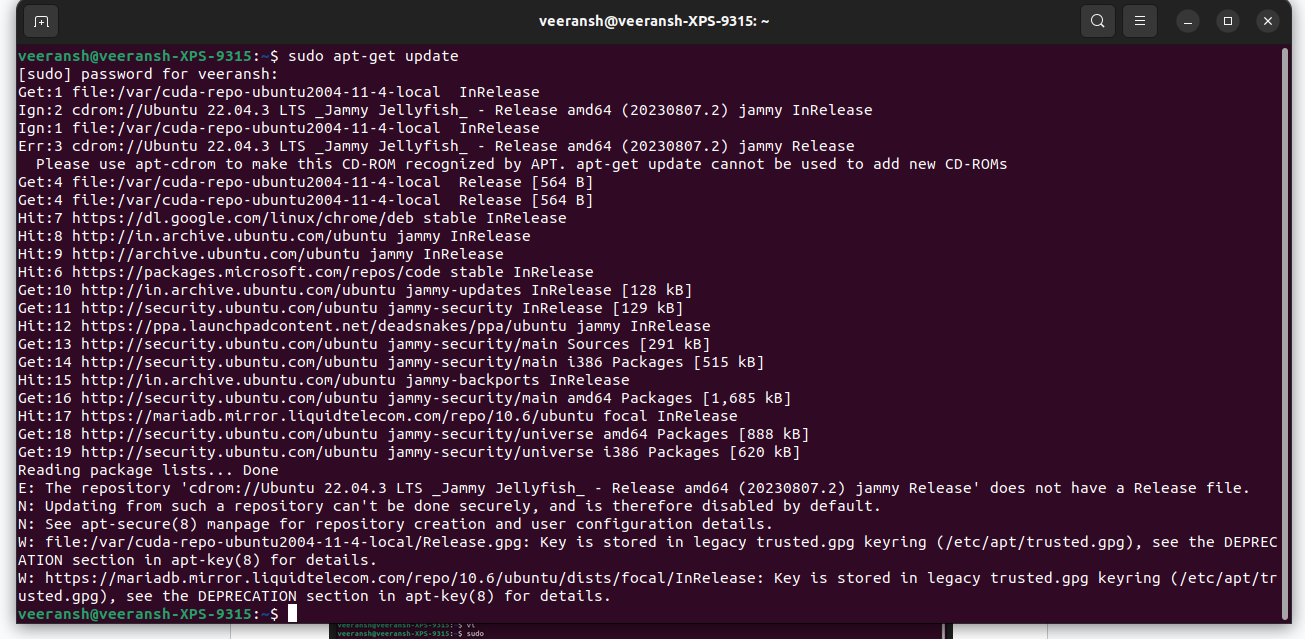 veeransh@veeransh-XPS-9315: ~
veeransh@veeransh-XPS-9315:~$ sudo apt-get update
[sudo] password for veeransh:
Get:1 file:/var/cuda-repo-ubuntu2004-11-4-local  InRelease
Ign:2 cdrom://Ubuntu 22.04.3 LTS _Jammy Jellyfish_ - Release amd64 (20230807.2) jammy InRelease
Ign:1 file:/var/cuda-repo-ubuntu2004-11-4-local  InRelease
Err:3 cdrom://Ubuntu 22.04.3 LTS _Jammy Jellyfish_ - Release amd64 (20230807.2) jammy Release
  Please use apt-cdrom to make this CD-ROM recognized by APT. apt-get update cannot be used to add new CD-ROMs
Get:4 file:/var/cuda-repo-ubuntu2004-11-4-local  Release [564 B]
Get:4 file:/var/cuda-repo-ubuntu2004-11-4-local  Release [564 B]
Hit:7 https://dl.google.com/linux/chrome/deb stable InRelease
Hit:8 http://in.archive.ubuntu.com/ubuntu jammy InRelease
Hit:9 http://archive.ubuntu.com/ubuntu jammy InRelease
Hit:6 https://packages.microsoft.com/repos/code stable InRelease
Get:10 http://in.archive.ubuntu.com/ubuntu jammy-updates InRelease [128 kB]
Get:11 http://security.ubuntu.com/ubuntu jammy-security InRelease [129 kB]
Hit:12 https://ppa.launchpadcontent.net/deadsnakes/ppa/ubuntu jammy InRelease
Get:13 http://security.ubuntu.com/ubuntu jammy-security/main Sources [291 kB]
Get:14 http://security.ubuntu.com/ubuntu jammy-security/main i386 Packages [515 kB]
Hit:15 http://in.archive.ubuntu.com/ubuntu jammy-backports InRelease
Get:16 http://security.ubuntu.com/ubuntu jammy-security/main amd64 Packages [1,685 kB]
Hit:17 https://mariadb.mirror.liquidtelecom.com/repo/10.6/ubuntu focal InRelease
Get:18 http://security.ubuntu.com/ubuntu jammy-security/universe amd64 Packages [888 kB]
Get:19 http://security.ubuntu.com/ubuntu jammy-security/universe i386 Packages [620 kB]
Reading package lists... Done
E: The repository 'cdrom://Ubuntu 22.04.3 LTS _Jammy Jellyfish_ - Release amd64 (20230807.2) jammy Release' does not have a Release file.
N: Updating from such a repository can't be done securely, and is therefore disabled by default.
N: See apt-secure(8) manpage for repository creation and user configuration details.
W: file:/var/cuda-repo-ubuntu2004-11-4-local/Release.gpg: Key is stored in legacy trusted.gpg keyring (/etc/apt/trusted.gpg), see the DEPREC
ATION section in apt-key(8) for details.
W: https://mariadb.mirror.liquidtelecom.com/repo/10.6/ubuntu/dists/focal/InRelease: Key is stored in legacy trusted.gpg keyring (/etc/apt/tr
usted.gpg), see the DEPRECATION section in apt-key(8) for details.
veeransh@veeransh-XPS-9315:~$
veeransh@veeransh-XPS-9315:~$ vi
veeransh@veeransh-XPS-9315:~$ sudo